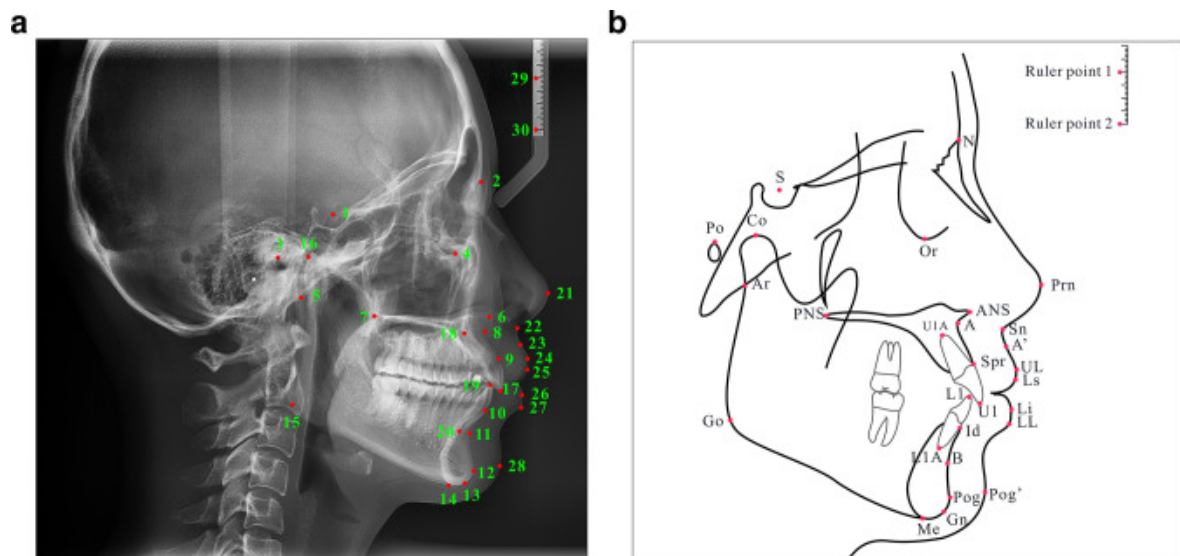 a
29
30
2
1
3
16
4
5
21
7
6
22
18
8
23
9
24
25
19
17
26
27
15
10
20
11
28
12
14
13
b
Ruler point 1
Ruler point 2
N
S
Po
Co
Or
Ar
Prn
PNS
ANS
A
Sn
U1A
A'
Spr
UL
Ls
L1
U1
Li
LL
Go
Id
L1A
B
Pog
Pog'
Gn
Me